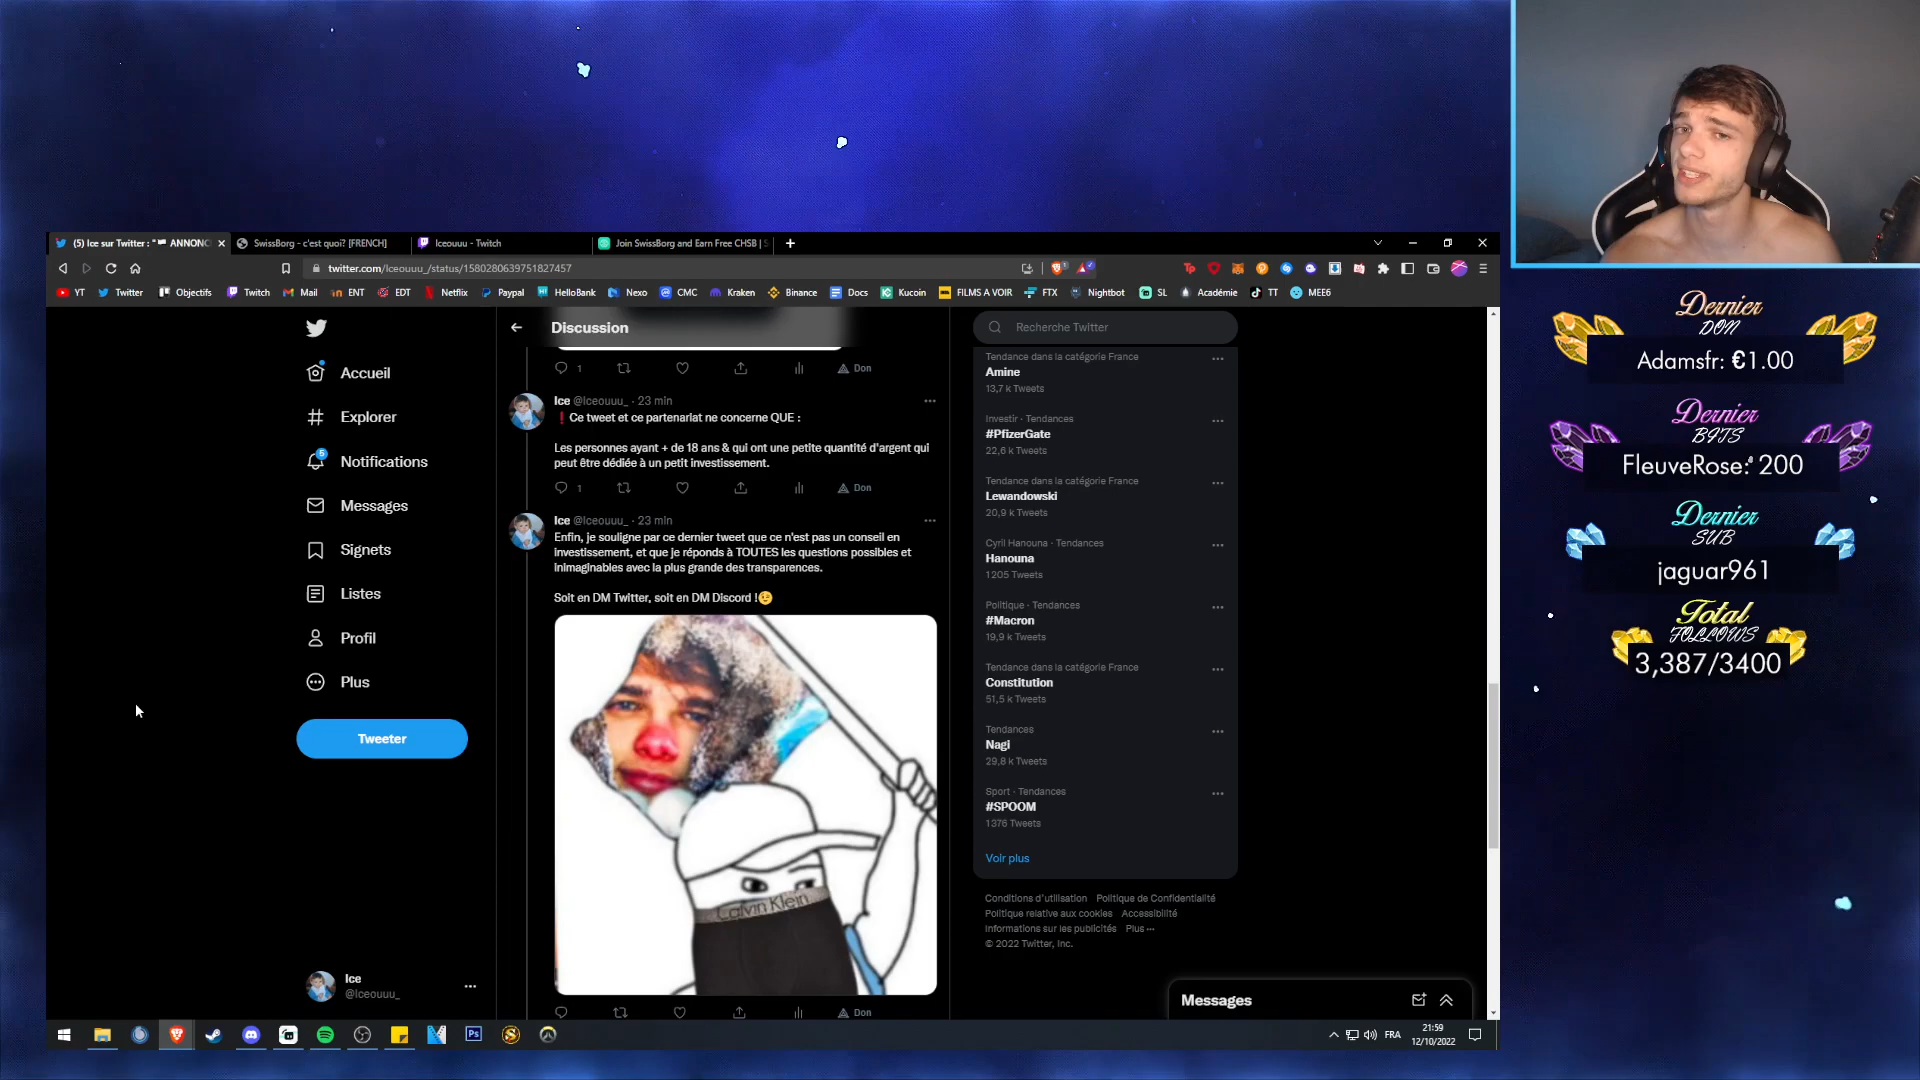 (5) Ice sur Twitter : "🏴 ANNONC
SwissBorg - c'est quoi? [FRENCH]
Iceouuu - Twitch
Join SwissBorg and Earn Free CHSB | S
twitter.com/Iceouuu_/status/1580280639751827457
YT
Twitter
Objectifs
Twitch
Mail
ENT
EDT
Netflix
Paypal
HelloBank
Nexo
CMC
Kraken
Binance
Docs
Kucoin
FILMS A VOIR
FTX
Nightbot
SL
Académie
TT
MEE6
Accueil
Explorer
5
Notifications
Messages
Signets
Listes
Profil
Plus
Tweeter
Ice
@Iceouuu_
Discussion
1
Don
Ice @Iceouuu_ · 23 min
❗Ce tweet et ce partenariat ne concerne QUE :
Les personnes ayant + de 18 ans & qui ont une petite quantité d'argent qui
peut être dédiée à un petit investissement.
1
Don
Ice @Iceouuu_ · 23 min
Enfin, je souligne par ce dernier tweet que ce n'est pas un conseil en
investissement, et que je réponds à TOUTES les questions possibles et
inimaginables avec la plus grande des transparences.
Soit en DM Twitter, soit en DM Discord !😉
Calvin Klein
Don
Recherche Twitter
Tendance dans la catégorie France
Amine
13,7 k Tweets
Investir · Tendances
#PfizerGate
22,6 k Tweets
Tendance dans la catégorie France
Lewandowski
20,9 k Tweets
Cyril Hanouna · Tendances
Hanouna
1 205 Tweets
Politique · Tendances
#Macron
19,9 k Tweets
Tendance dans la catégorie France
Constitution
51,5 k Tweets
Tendances
Nagi
29,8 k Tweets
Sport · Tendances
#SPOOM
1 376 Tweets
Voir plus
Conditions d'utilisation Politique de Confidentialité
Politique relative aux cookies Accessibilité
Informations sur les publicités Plus ···
© 2022 Twitter, Inc.
Messages
Ps
FRA
21:59
12/10/2022
Dernier
DON
Adamsfr: €1.00
Dernier
BITS
FleuveRose: 200
Dernier
SUB
jaguar961
Total
FOLLOWS
3,387/3400